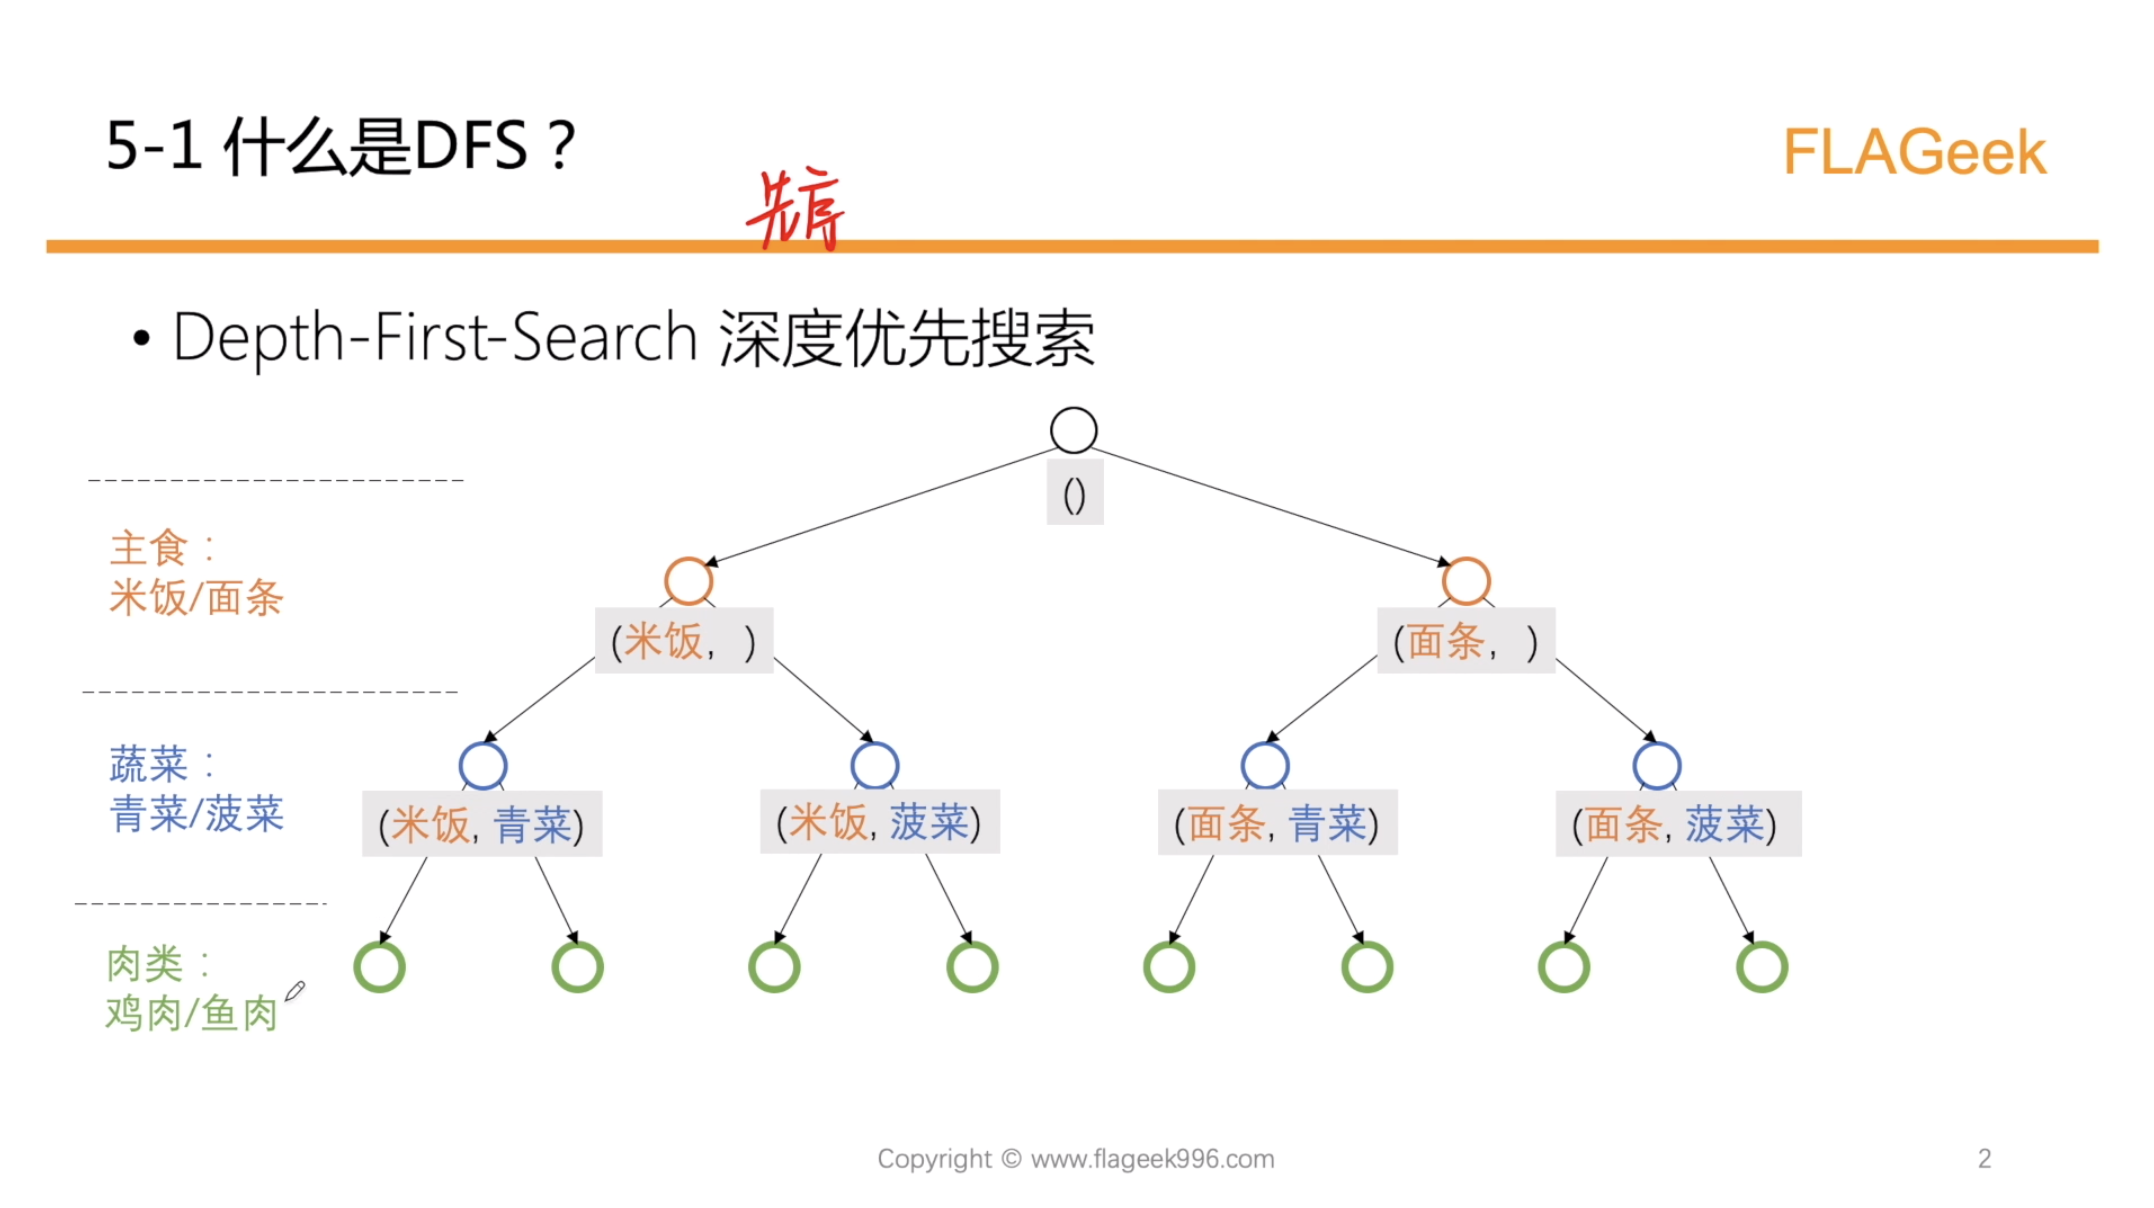 5-1 什么是DFS？
FLAGeek
先序
• Depth-First-Search 深度优先搜索
()
主食：
米饭/面条
(米饭, )
(面条, )
蔬菜：
青菜/菠菜
(米饭, 青菜)
(米饭, 菠菜)
(面条, 青菜)
(面条, 菠菜)
肉类：
鸡肉/鱼肉
Copyright © www.flageek996.com
2